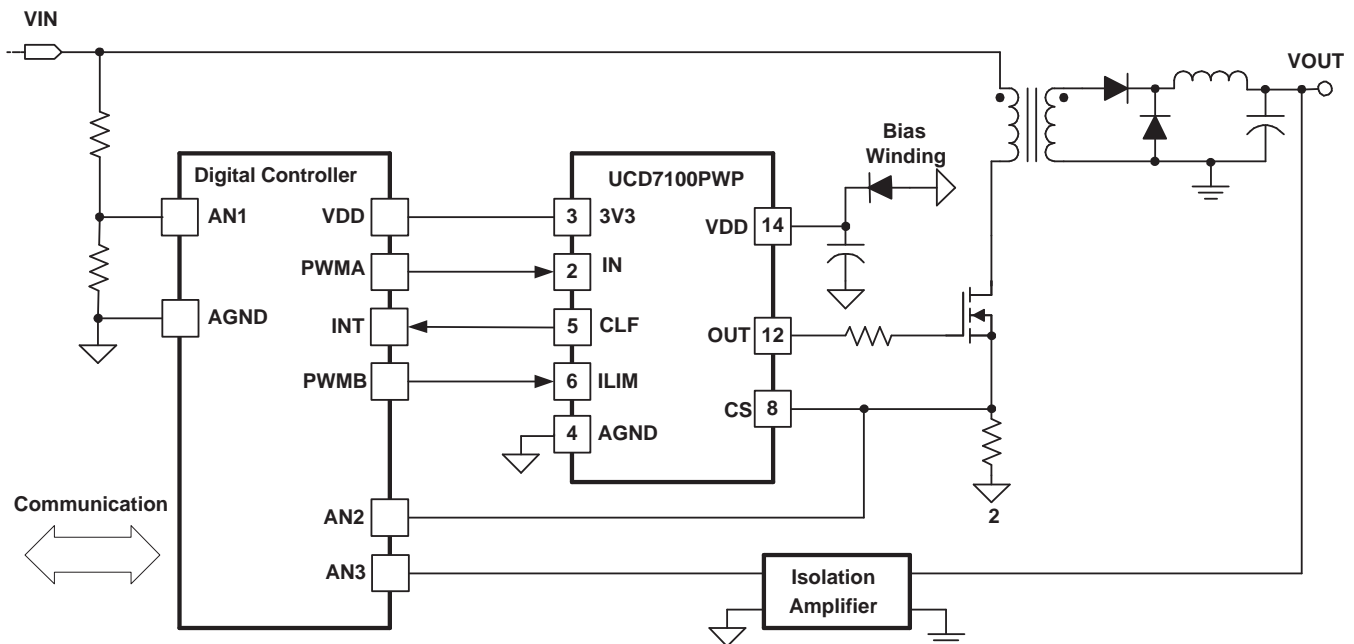 VIN
VOUT
Bias
Winding
Digital Controller
UCD7100PWP
AN1
VDD
3
3V3
VDD
14
PWMA
2
IN
AGND
INT
5
CLF
OUT
12
PWMB
6
ILIM
CS
8
4
AGND
Communication
AN2
2
AN3
Isolation
Amplifier